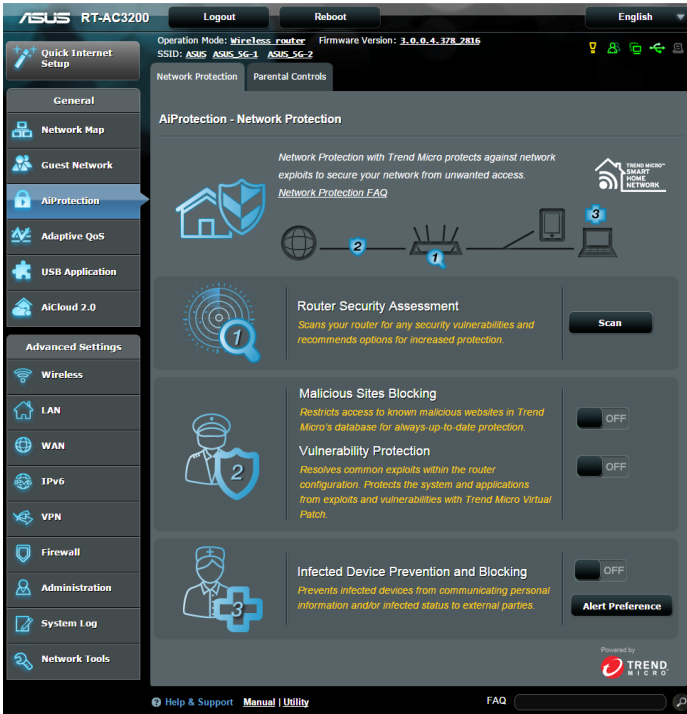 ASUS RT-AC3200 Logout Reboot English
Quick Internet Setup
Operation Mode: Wireless router Firmware Version: 3.0.0.4.378_2816
SSID: ASUS ASUS_5G-1 ASUS_5G-2
Network Protection Parental Controls
General
Network Map
Guest Network
AiProtection
Adaptive QoS
USB Application
AiCloud 2.0
Advanced Settings
Wireless
LAN
WAN
IPv6
VPN
Firewall
Administration
System Log
Network Tools
AiProtection - Network Protection
Network Protection with Trend Micro protects against network
exploits to secure your network from unwanted access.
Network Protection FAQ
TREND MICRO™
SMART
HOME
NETWORK
3
2
1
1
Router Security Assessment
Scans your router for any security vulnerabilities and
recommends options for increased protection.
Scan
2
Malicious Sites Blocking
Restricts access to known malicious websites in Trend
Micro's database for always-up-to-date protection.
OFF
Vulnerability Protection
Resolves common exploits within the router
configuration. Protects the system and applications
from exploits and vulnerabilities with Trend Micro Virtual
Patch.
OFF
3
Infected Device Prevention and Blocking
Prevents infected devices from communicating personal
information and/or infected status to external parties.
OFF
Alert Preference
Powered by
TREND
MICRO
Help & Support Manual | Utility FAQ